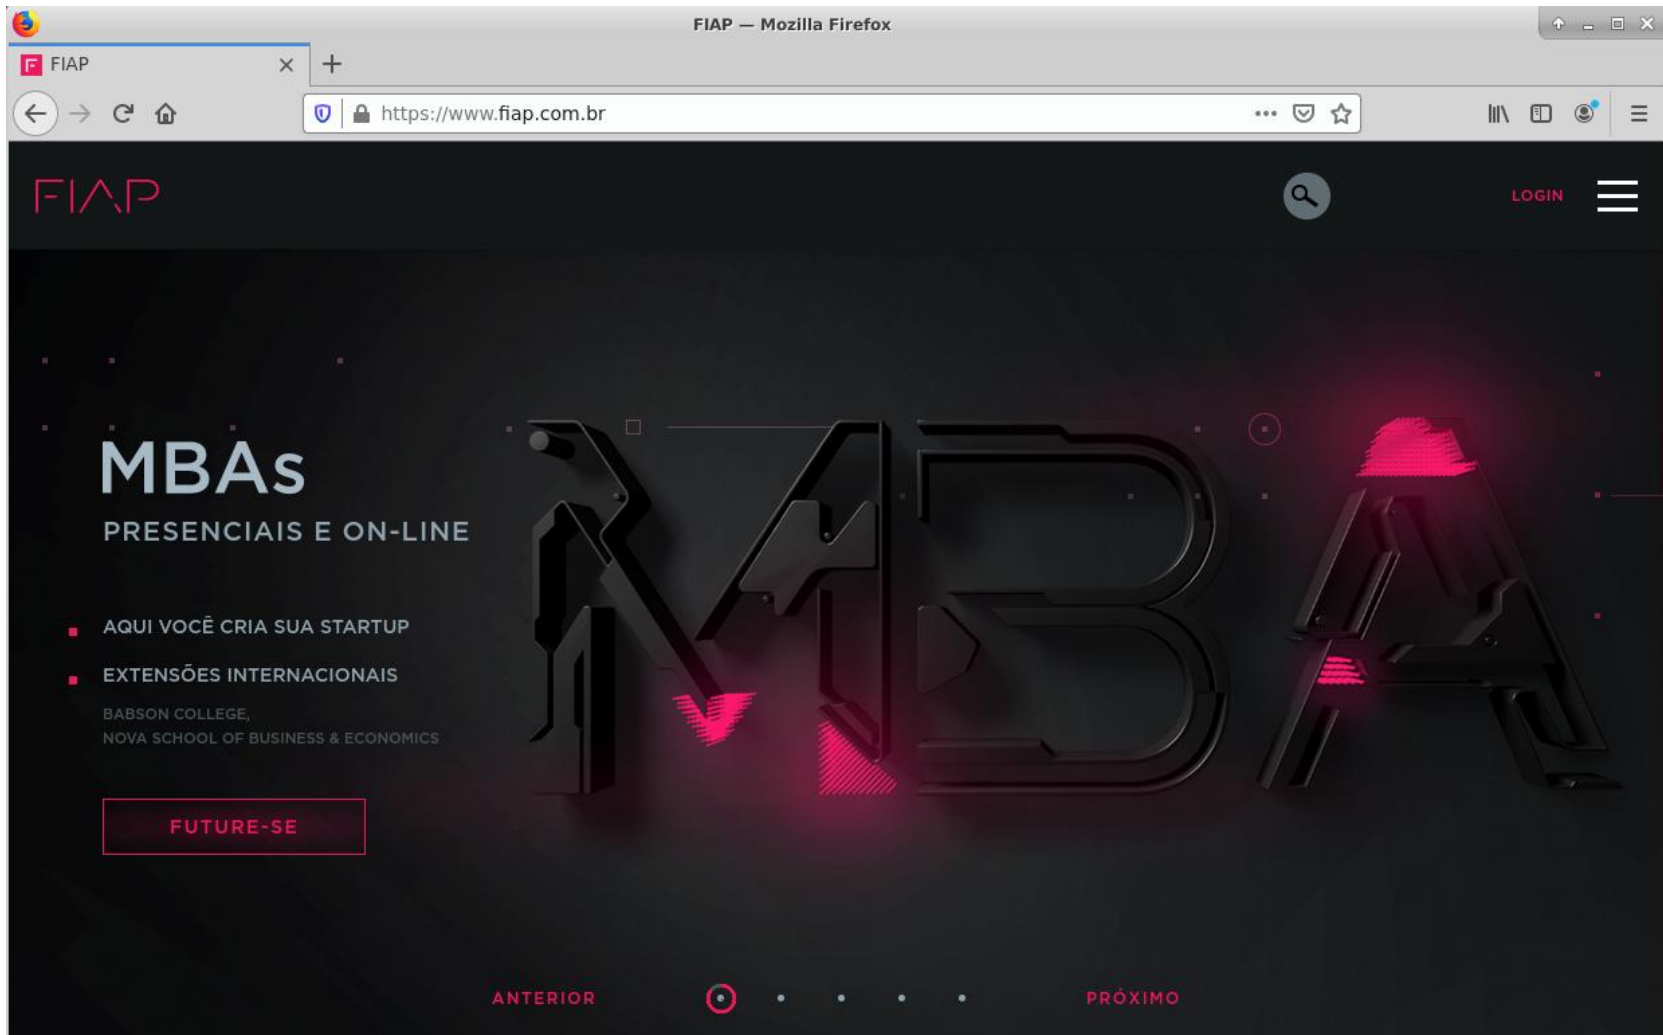 FIAP — Mozilla Firefox
FIAP
https://www.fiap.com.br
FIAP
LOGIN
MBAs
PRESENCIAIS E ON-LINE
MBA
AQUI VOCÊ CRIA SUA STARTUP
EXTENSÕES INTERNACIONAIS
BABSON COLLEGE,
NOVA SCHOOL OF BUSINESS & ECONOMICS
FUTURE-SE
ANTERIOR
PRÓXIMO